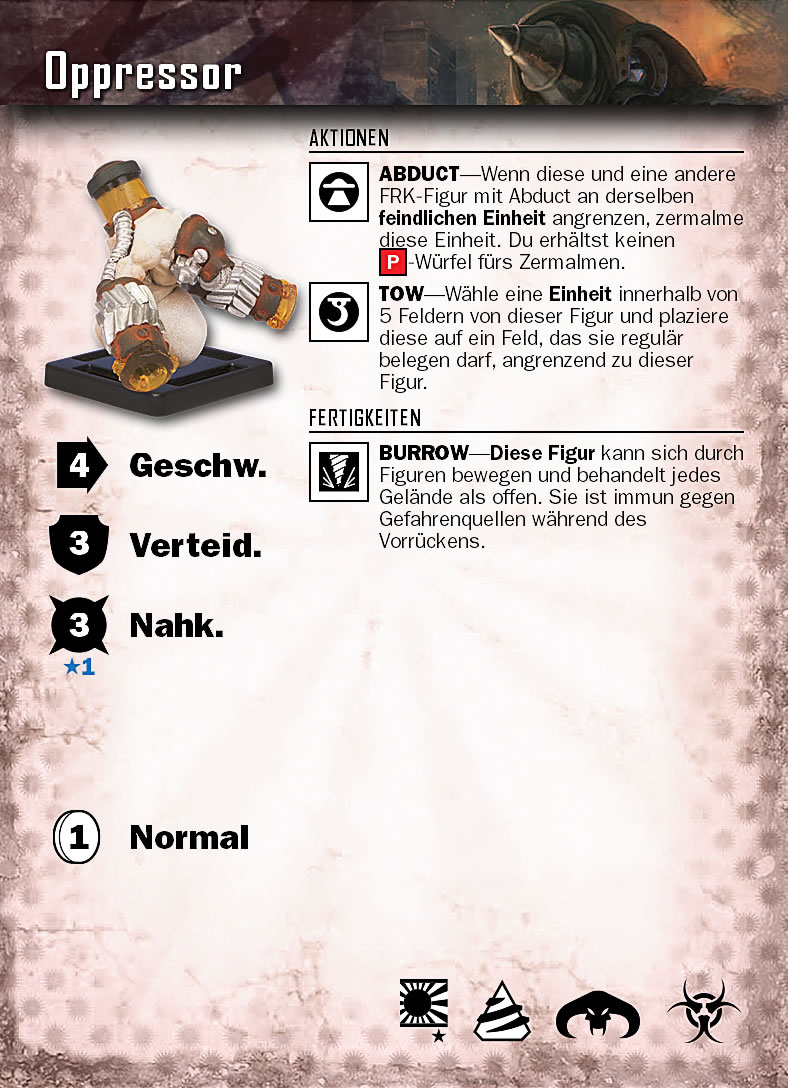 Oppressor
AKTIONEN
ABDUCT—Wenn diese und eine andere
FRK-Figur mit Abduct an derselben
feindlichen Einheit angrenzen, zermalme
diese Einheit. Du erhältst keinen
P-Würfel fürs Zermalmen.
TOW—Wähle eine Einheit innerhalb von
5 Feldern von dieser Figur und plaziere
diese auf ein Feld, das sie regulär
belegen darf, angrenzend zu dieser
Figur.
FERTIGKEITEN
BURROW—Diese Figur kann sich durch
Figuren bewegen und behandelt jedes
Gelände als offen. Sie ist immun gegen
Gefahrenquellen während des
Vorrückens.
4 Geschw.
3 Verteid.
3 Nahk.
★1
1 Normal